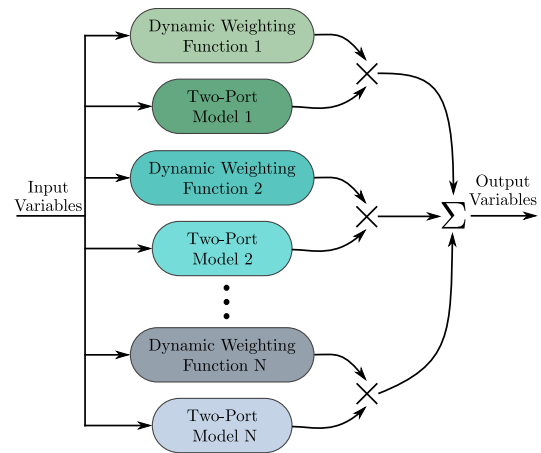 Dynamic Weighting
Function 1
Two-Port
Model 1
Dynamic Weighting
Function 2
Input
Variables
Two-Port
Model 2
Σ
Output
Variables
Dynamic Weighting
Function N
Two-Port
Model N